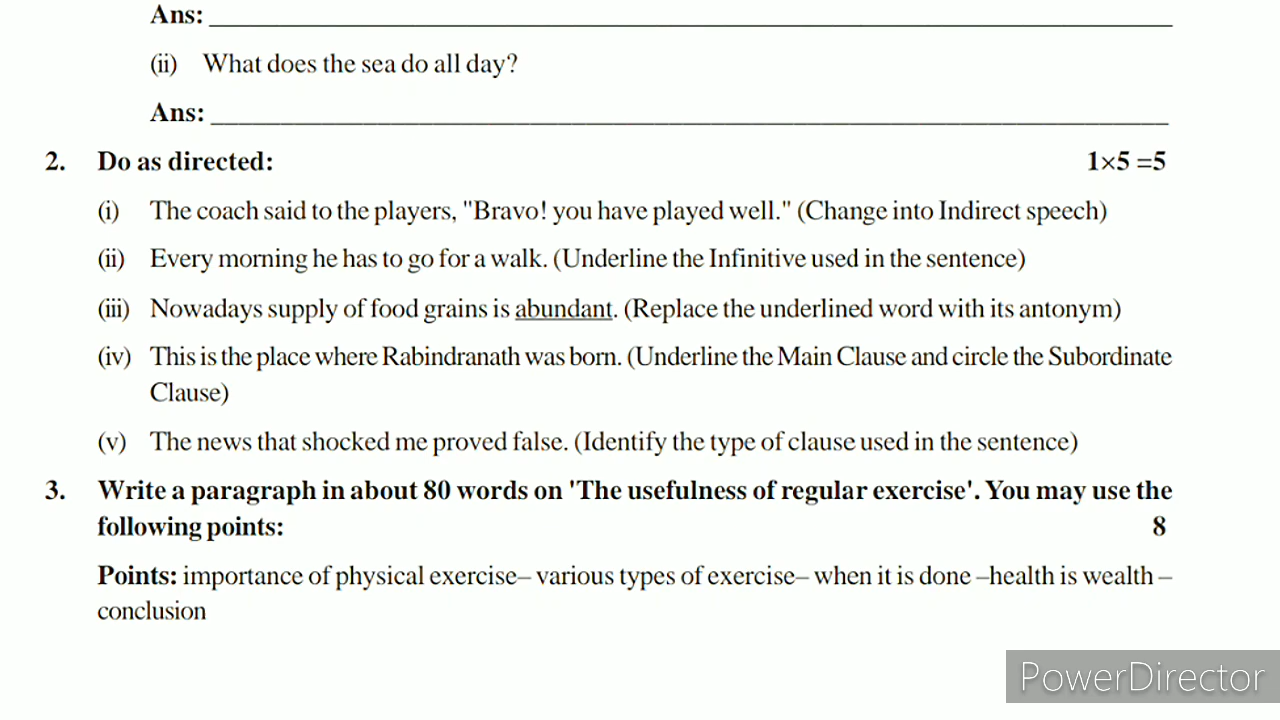 Ans: ____________________
(ii) What does the sea do all day?
Ans: ____________________
2. Do as directed: 1×5 =5
(i) The coach said to the players, "Bravo! you have played well." (Change into Indirect speech)
(ii) Every morning he has to go for a walk. (Underline the Infinitive used in the sentence)
(iii) Nowadays supply of food grains is abundant. (Replace the underlined word with its antonym)
(iv) This is the place where Rabindranath was born. (Underline the Main Clause and circle the Subordinate
Clause)
(v) The news that shocked me proved false. (Identify the type of clause used in the sentence)
3. Write a paragraph in about 80 words on 'The usefulness of regular exercise'. You may use the
following points: 8
Points: importance of physical exercise– various types of exercise– when it is done –health is wealth –
conclusion
PowerDirector